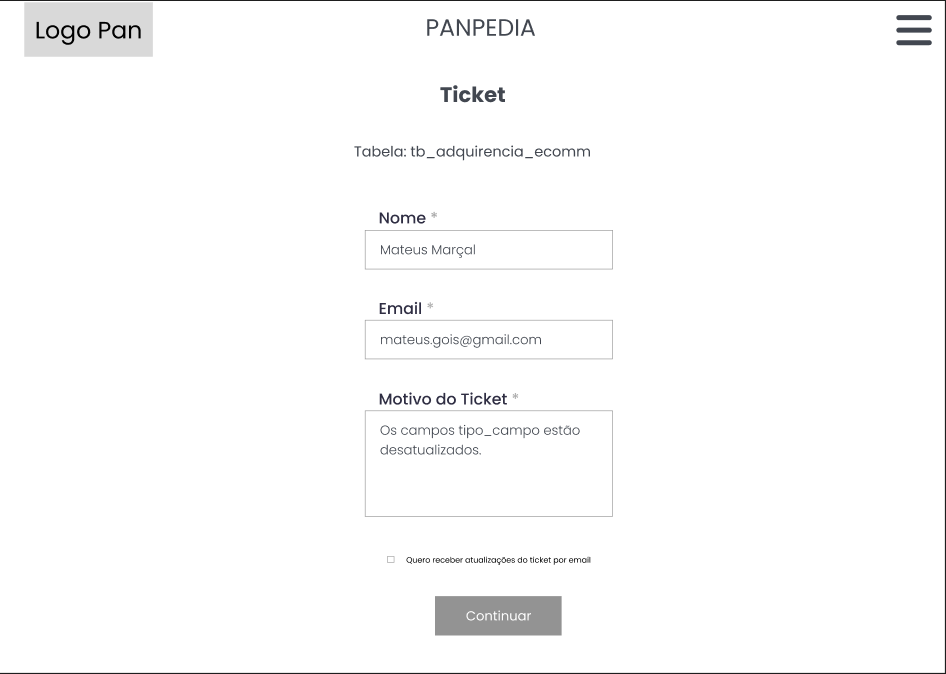 Logo Pan
PANPEDIA
Ticket
Tabela: tb_adquirencia_ecomm
Nome *
Mateus Marçal
Email *
mateus.gois@gmail.com
Motivo do Ticket *
Os campos tipo_campo estão
desatualizados.
Quero receber atualizações do ticket por email
Continuar